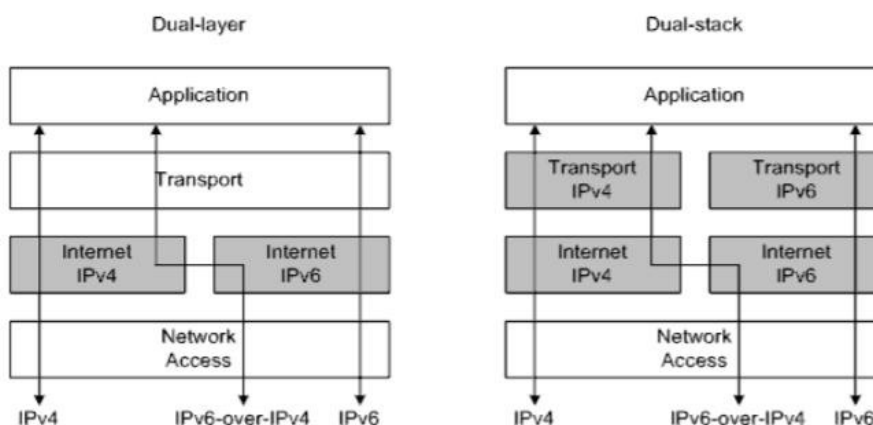 Dual-layer
Application
Transport
Internet
IPv4
Internet
IPv6
Network
Access
IPv4
IPv6-over-IPv4
IPv6
Dual-stack
Application
Transport
IPv4
Transport
IPv6
Internet
IPv4
Internet
IPv6
Network
Access
IPv4
IPv6-over-IPv4
IPv6